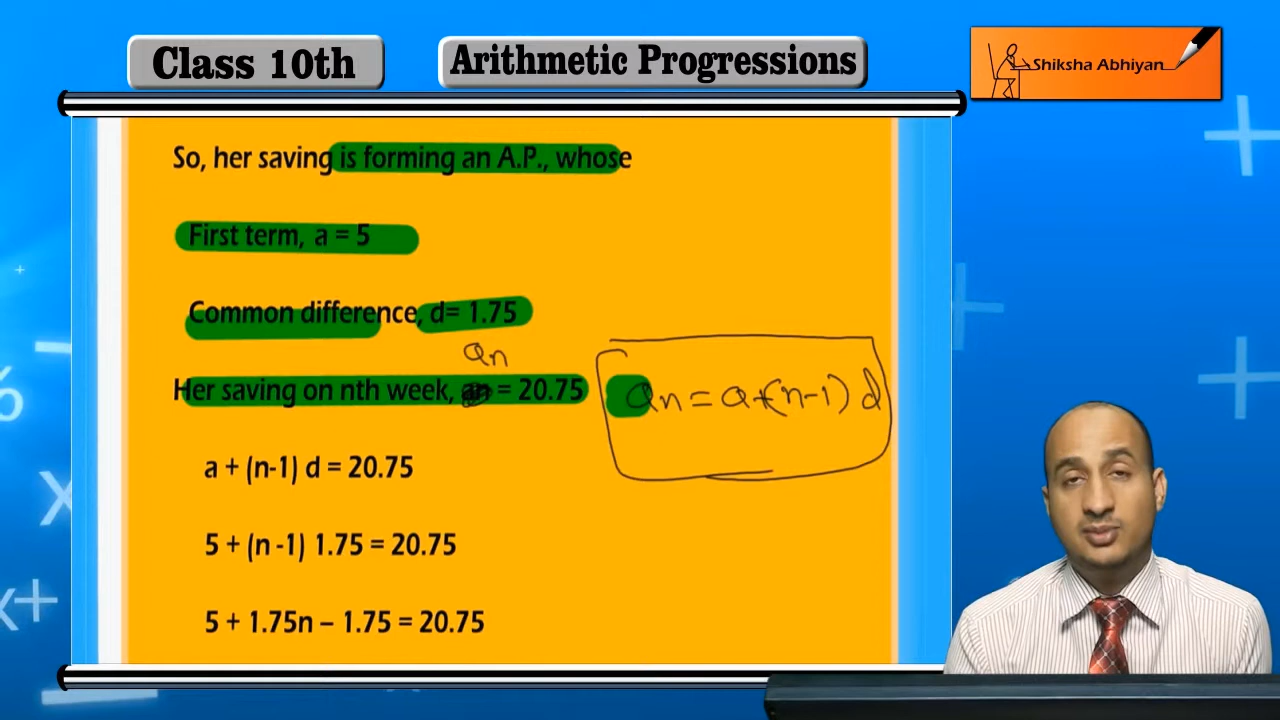 Class 10th
Arithmetic Progressions
Shiksha Abhiyan
So, her saving is forming an A.P., whose
First term, a = 5
Common difference, d= 1.75
an
Her saving on nth week, an = 20.75
an = a+(n-1) d
a + (n-1) d = 20.75
5 + (n -1) 1.75 = 20.75
5 + 1.75n – 1.75 = 20.75